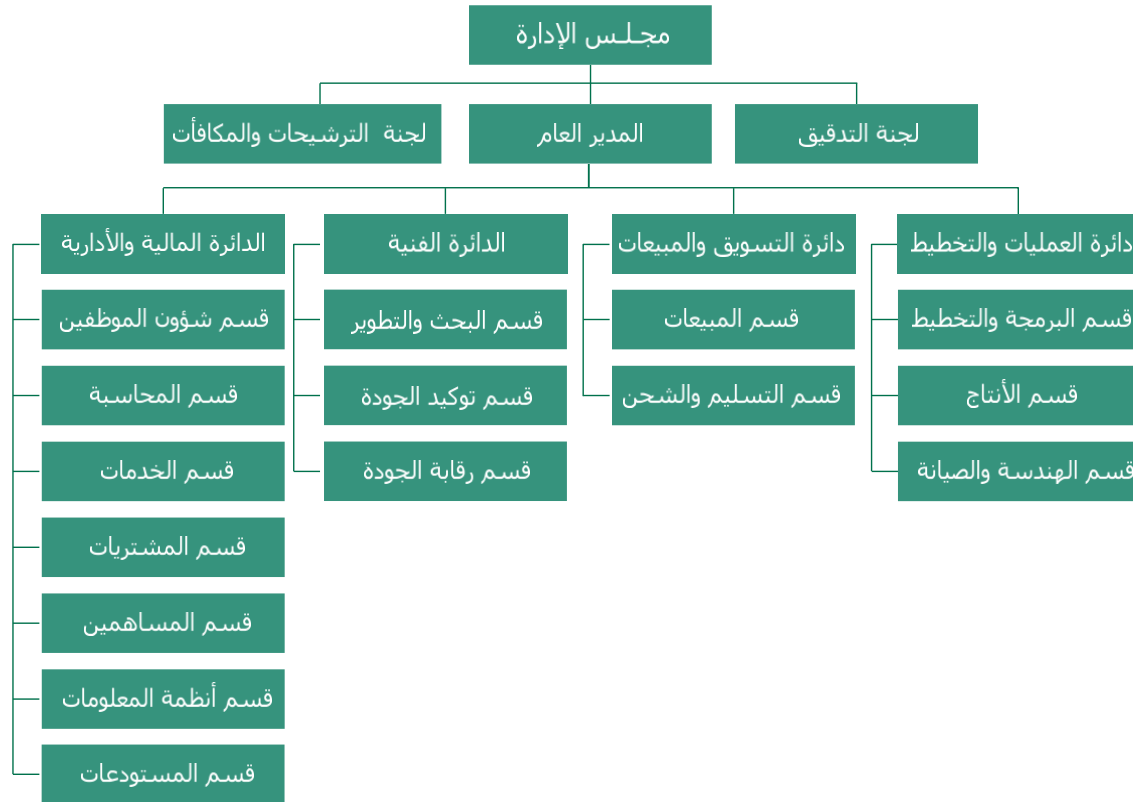 مجلس الإدارة
لجنة التدقيق
المدير العام
لجنة الترشيحات والمكافأت
دائرة العمليات والتخطيط
قسم البرمجة والتخطيط
قسم الأنتاج
قسم الهندسة والصيانة
دائرة التسويق والمبيعات
قسم المبيعات
قسم التسليم والشحن
الدائرة الفنية
قسم البحث والتطوير
قسم توكيد الجودة
قسم رقابة الجودة
الدائرة المالية والأدارية
قسم شؤون الموظفين
قسم المحاسبة
قسم الخدمات
قسم المشتريات
قسم المساهمين
قسم أنظمة المعلومات
قسم المستودعات